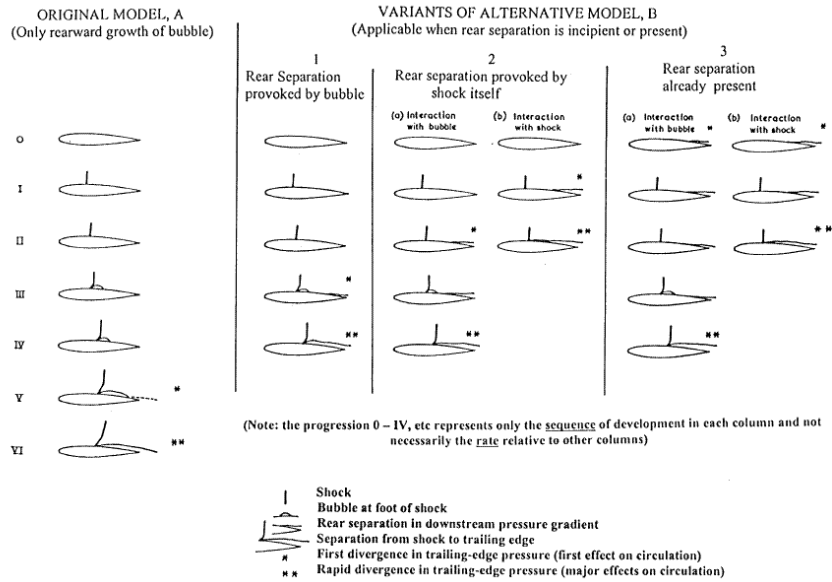 ORIGINAL MODEL, A
(Only rearward growth of bubble)
VARIANTS OF ALTERNATIVE MODEL, B
(Applicable when rear separation is incipient or present)
1
Rear Separation
provoked by bubble
2
Rear separation provoked by
shock itself
3
Rear separation
already present
(a) Interaction
with bubble
(b) Interaction
with shock
(a) Interaction
with bubble *
(b) Interaction
with shock *
O
I
*
II
* ** **
III
*
IV
** ** **
V
*
VI
**
(Note: the progression 0 – IV, etc represents only the sequence of development in each column and not
necessarily the rate relative to other columns)
Shock
Bubble at foot of shock
Rear separation in downstream pressure gradient
Separation from shock to trailing edge
* First divergence in trailing-edge pressure (first effect on circulation)
** Rapid divergence in trailing-edge pressure (major effects on circulation)